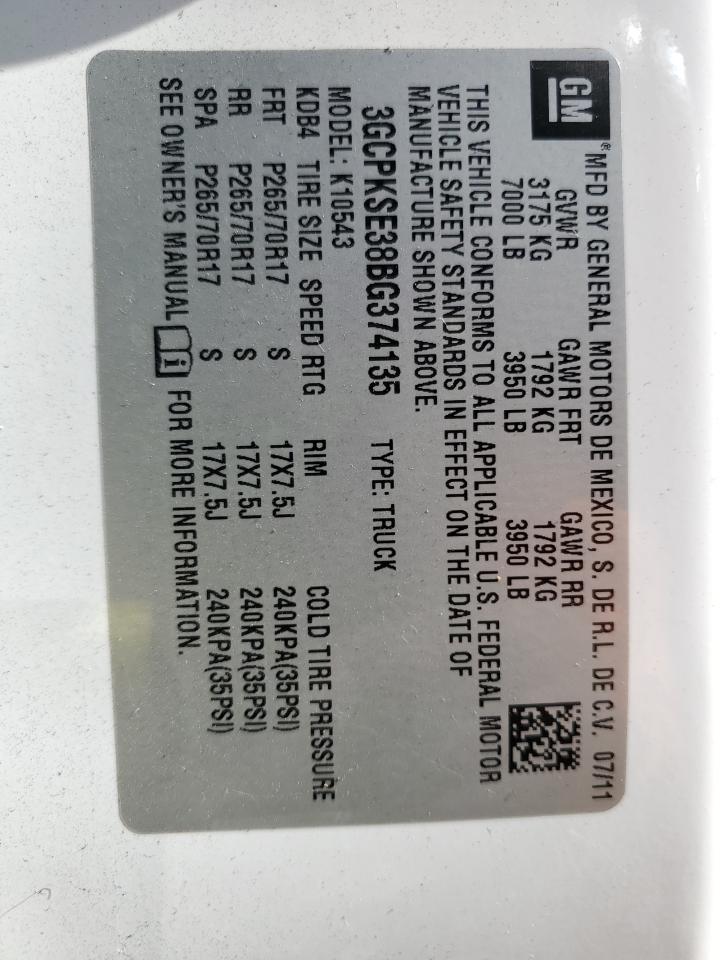 GM®
MFD BY GENERAL MOTORS DE MEXICO, S. DE R.L. DE C.V. 07/11
GVWR GAWR FRT GAWR RR
3175 KG 1792 KG 1792 KG
7000 LB 3950 LB 3950 LB
THIS VEHICLE CONFORMS TO ALL APPLICABLE U.S. FEDERAL MOTOR
VEHICLE SAFETY STANDARDS IN EFFECT ON THE DATE OF
MANUFACTURE SHOWN ABOVE.
3GCPKSE38BG374135 TYPE: TRUCK
MODEL: K10543
KDB4 TIRE SIZE SPEED RTG RIM COLD TIRE PRESSURE
FRT P265/70R17 S 17X7.5J 240KPA(35PSI)
RR P265/70R17 S 17X7.5J 240KPA(35PSI)
SPA P265/70R17 S 17X7.5J 240KPA(35PSI)
SEE OWNER'S MANUAL i FOR MORE INFORMATION.